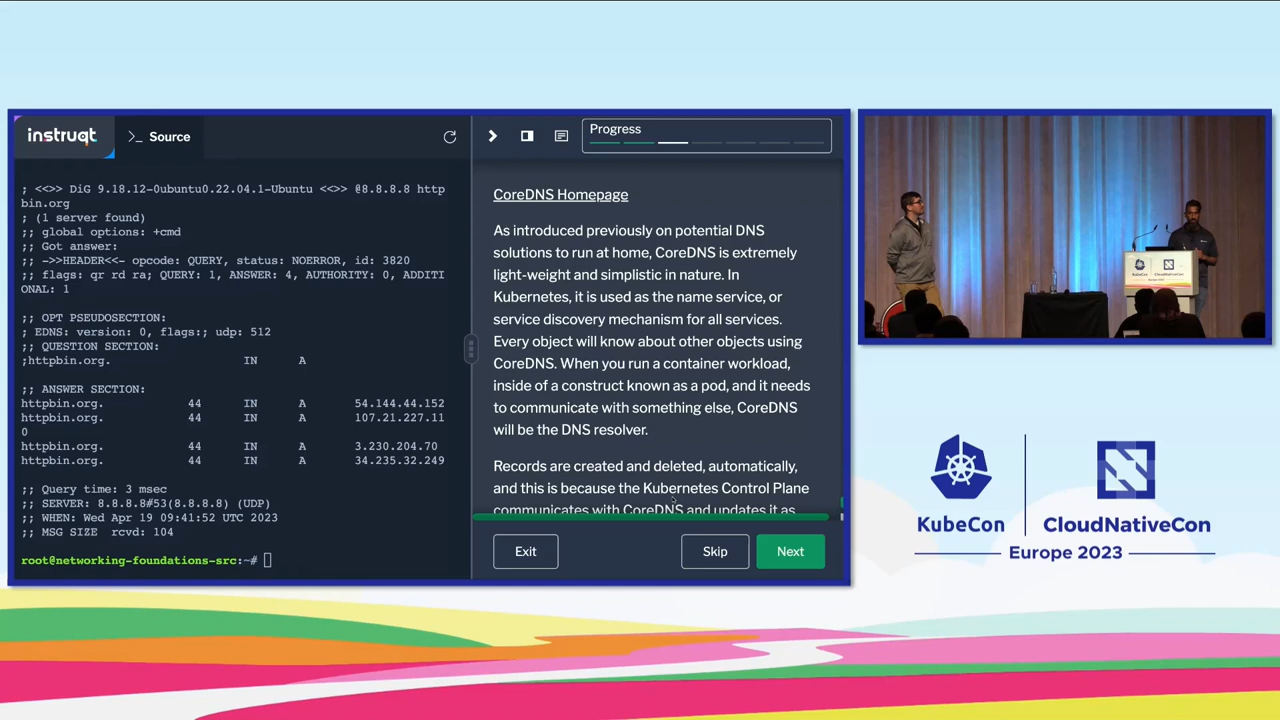 instruqt
>_ Source
Progress
; <<>> DiG 9.18.12-0ubuntu0.22.04.1-Ubuntu <<>> @8.8.8.8 http
bin.org
; (1 server found)
;; global options: +cmd
;; Got answer:
;; ->>HEADER<<- opcode: QUERY, status: NOERROR, id: 3820
;; flags: qr rd ra; QUERY: 1, ANSWER: 4, AUTHORITY: 0, ADDITI
ONAL: 1
;; OPT PSEUDOSECTION:
; EDNS: version: 0, flags:; udp: 512
;; QUESTION SECTION:
;httpbin.org. IN A
;; ANSWER SECTION:
httpbin.org. 44 IN A 54.144.44.152
httpbin.org. 44 IN A 107.21.227.11
0
httpbin.org. 44 IN A 3.230.204.70
httpbin.org. 44 IN A 34.235.32.249
;; Query time: 3 msec
;; SERVER: 8.8.8.8#53(8.8.8.8) (UDP)
;; WHEN: Wed Apr 19 09:41:52 UTC 2023
;; MSG SIZE rcvd: 104
root@networking-foundations-src:~#
CoreDNS Homepage
As introduced previously on potential DNS
solutions to run at home, CoreDNS is extremely
light-weight and simplistic in nature. In
Kubernetes, it is used as the name service, or
service discovery mechanism for all services.
Every object will know about other objects using
CoreDNS. When you run a container workload,
inside of a construct known as a pod, and it needs
to communicate with something else, CoreDNS
will be the DNS resolver.
Records are created and deleted, automatically,
and this is because the Kubernetes Control Plane
communicates with CoreDNS and updates it as
Exit
Skip
Next
KubeCon
CloudNativeCon
KubeCon
CloudNativeCon
Europe 2023